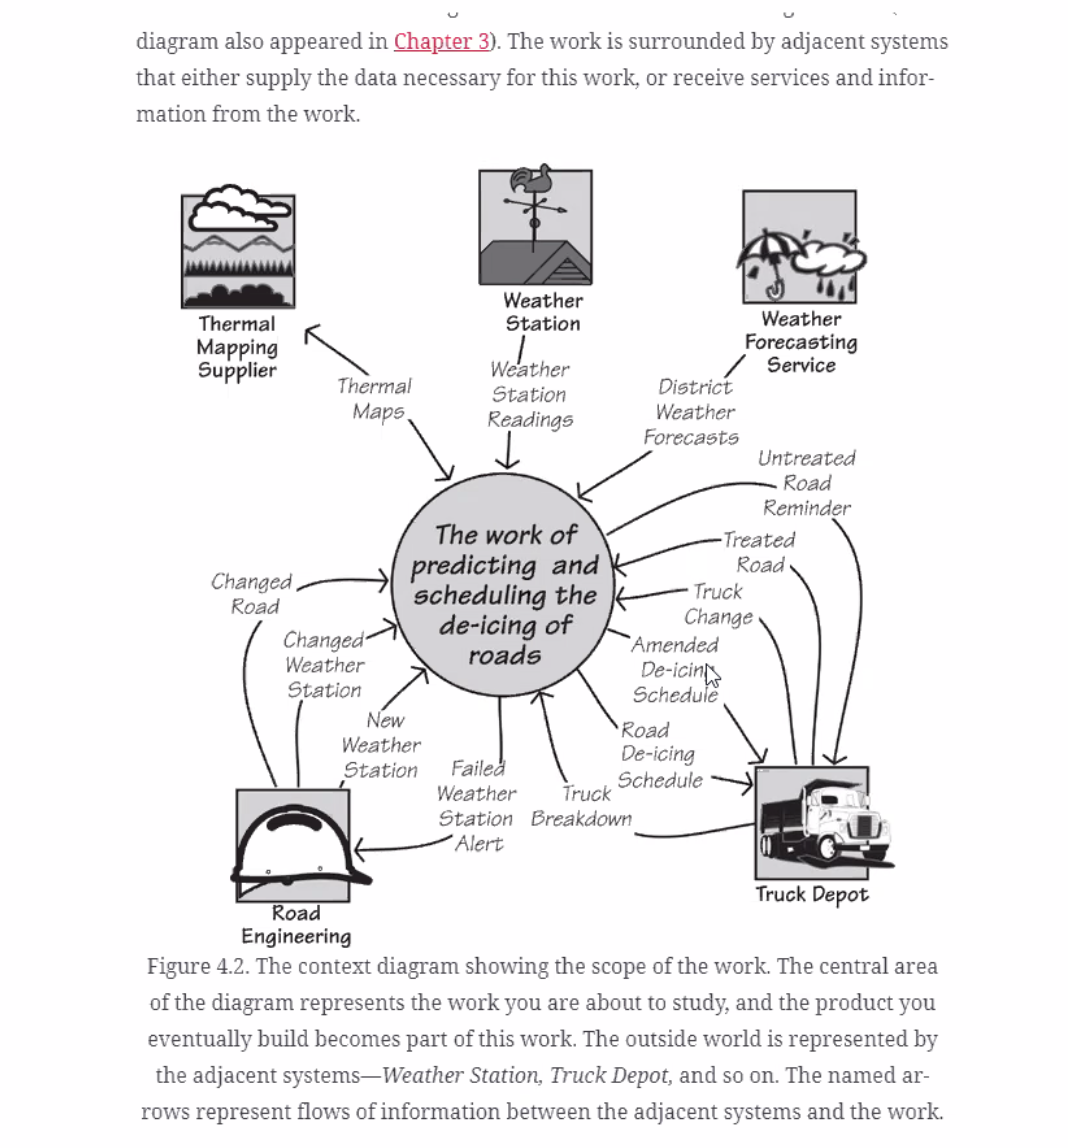 diagram also appeared in Chapter 3). The work is surrounded by adjacent systems
that either supply the data necessary for this work, or receive services and infor-
mation from the work.
Thermal
Mapping
Supplier
Weather
Station
Weather
Forecasting
Service
Thermal
Maps
Weather
Station
Readings
District
Weather
Forecasts
Untreated
Road
Reminder
Treated
Road
Truck
Change
Amended
De-icing
Schedule
Road
De-icing
Schedule
Truck
Breakdown
Failed
Weather
Station
Alert
New
Weather
Station
Changed
Weather
Station
Changed
Road
The work of
predicting and
scheduling the
de-icing of
roads
Road
Engineering
Truck Depot
Figure 4.2. The context diagram showing the scope of the work. The central area
of the diagram represents the work you are about to study, and the product you
eventually build becomes part of this work. The outside world is represented by
the adjacent systems—Weather Station, Truck Depot, and so on. The named ar-
rows represent flows of information between the adjacent systems and the work.